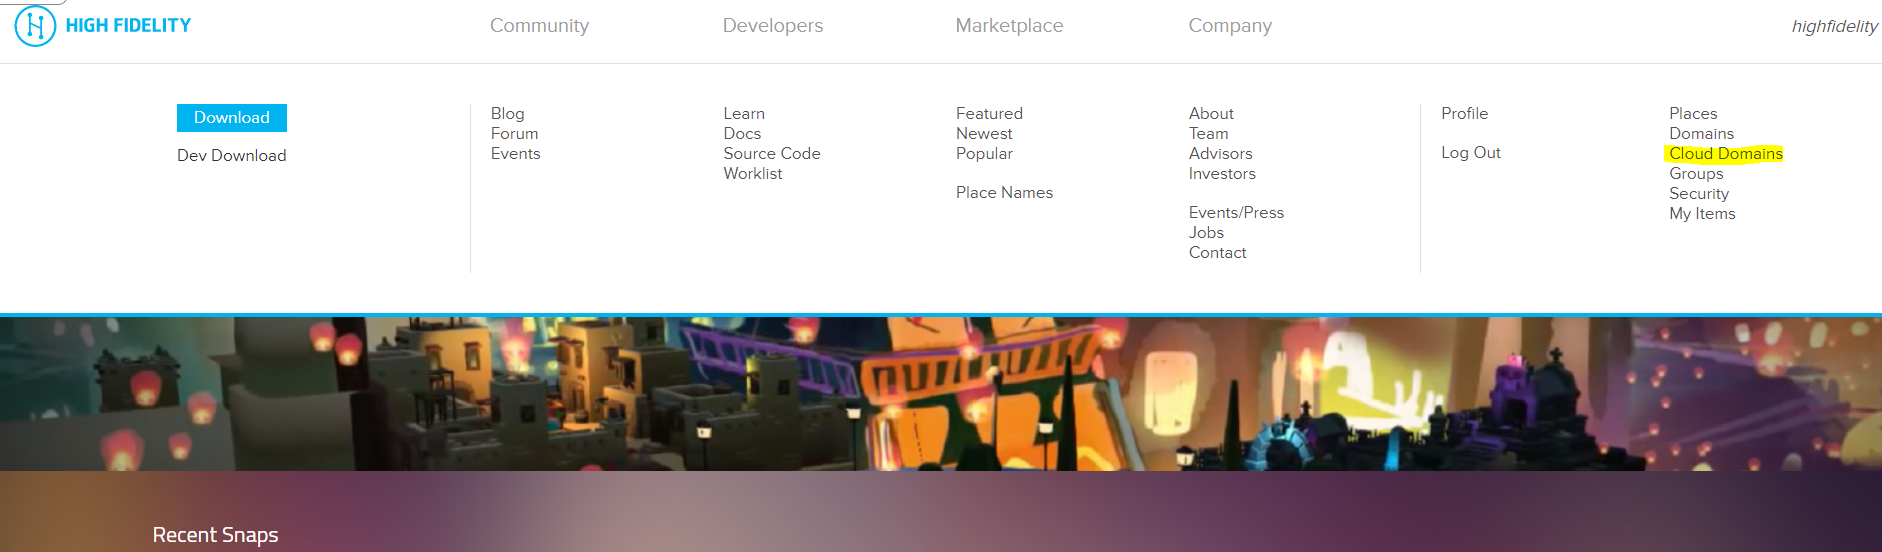 HIGH FIDELITY
Community
Developers
Marketplace
Company
highfidelity
Download
Dev Download
Blog
Forum
Events
Learn
Docs
Source Code
Worklist
Featured
Newest
Popular
Place Names
About
Team
Advisors
Investors
Events/Press
Jobs
Contact
Profile
Log Out
Places
Domains
Cloud Domains
Groups
Security
My Items
Recent Snaps